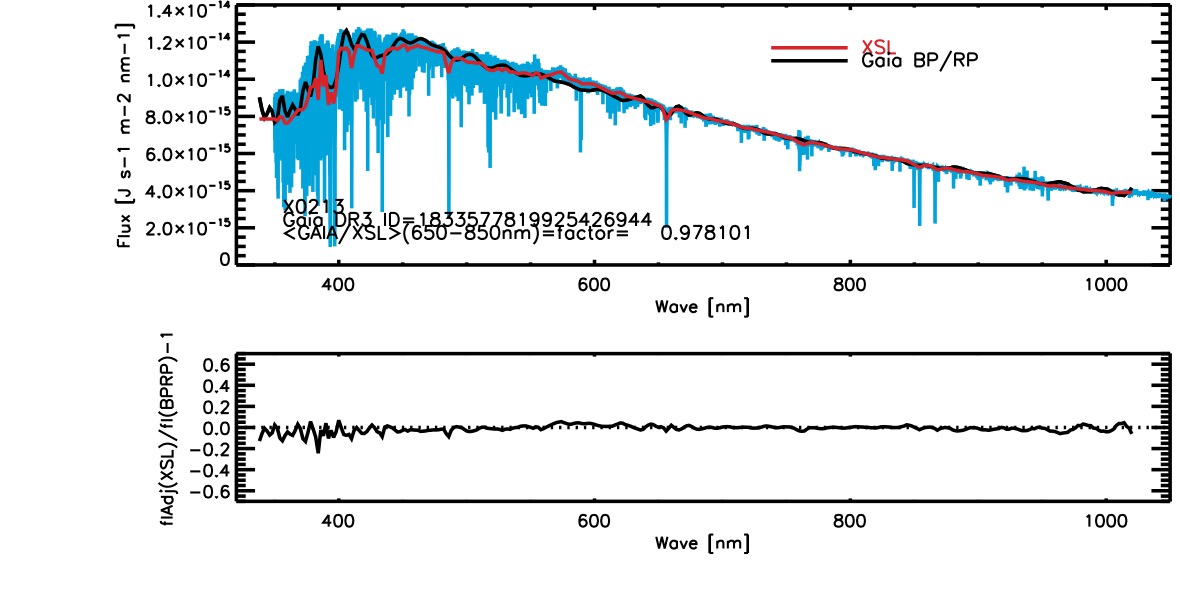 1.4×10⁻¹⁴
1.2×10⁻¹⁴
1.0×10⁻¹⁴
8.0×10⁻¹⁵
6.0×10⁻¹⁵
4.0×10⁻¹⁵
2.0×10⁻¹⁵
0
Flux [J s−1 m−2 nm−1]
XSL
Gaia BP/RP
X0213
Gaia DR3 ID=18335778199925426944
<GAIA/XSL>(650−850nm)=factor= 0.978101
400 600 800 1000
Wave [nm]
flAdj(XSL)/fl(BPRP)−1
0.6
0.4
0.2
0.0
−0.2
−0.4
−0.6
400 600 800 1000
Wave [nm]